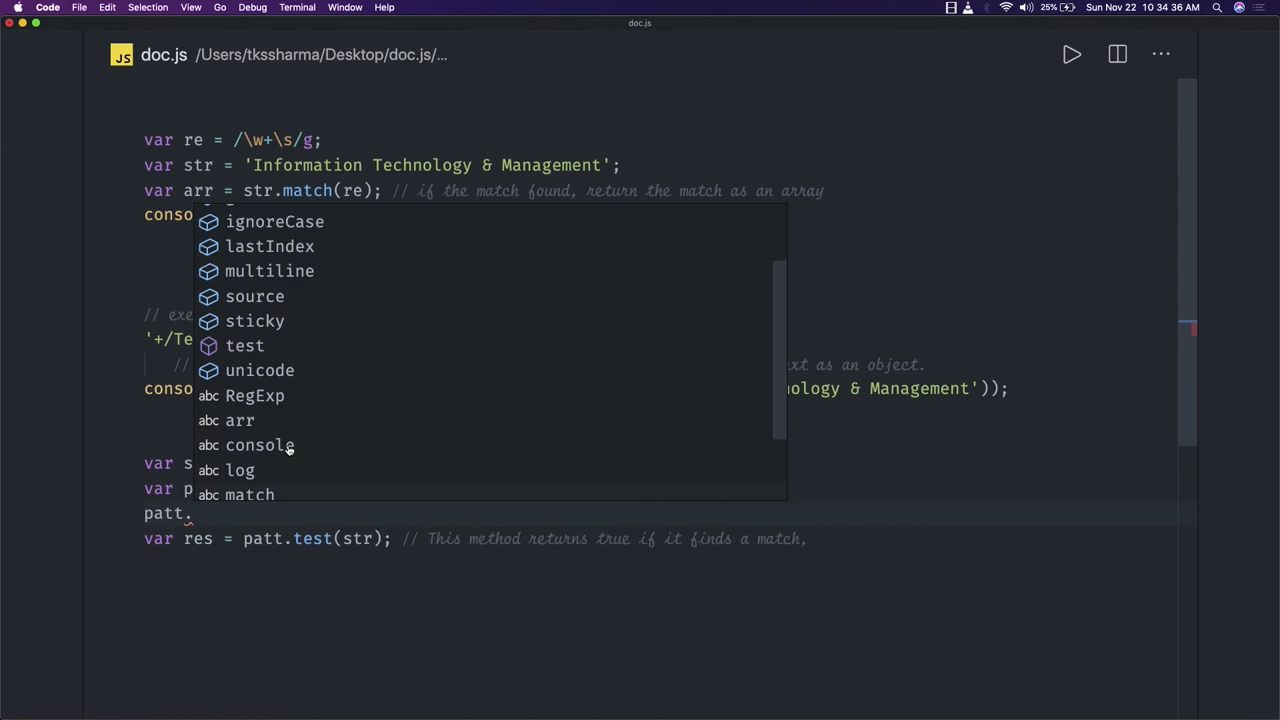 Code File Edit Selection View Go Debug Terminal Window Help 25% Sun Nov 22 10:34:36 AM
doc.js
JS doc.js /Users/tkssharma/Desktop/doc.js/...
var re = /\w+\s/g;
var str = 'Information Technology & Management';
var arr = str.match(re); // if the match found, return the match as an array
conso
ignoreCase
lastIndex
multiline
source
// exe
sticky
'+/Te
test
// xt as an object.
unicode
conso nology & Management'));
abc RegExp
abc arr
abc console
var s
abc log
var p
abc match
patt.
var res = patt.test(str); // This method returns true if it finds a match,